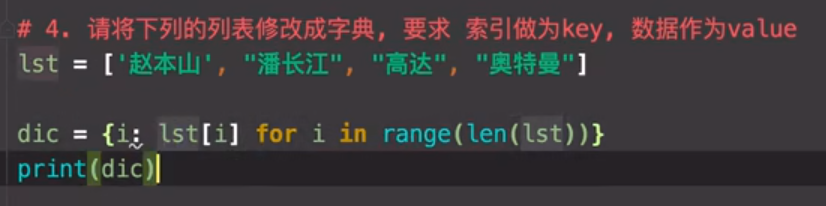 # 4. 请将下列的列表修改成字典, 要求 索引做为key, 数据作为value
lst = ['赵本山', "潘长江", "高达", "奥特曼"]
dic = {i: lst[i] for i in range(len(lst))}
print(dic)